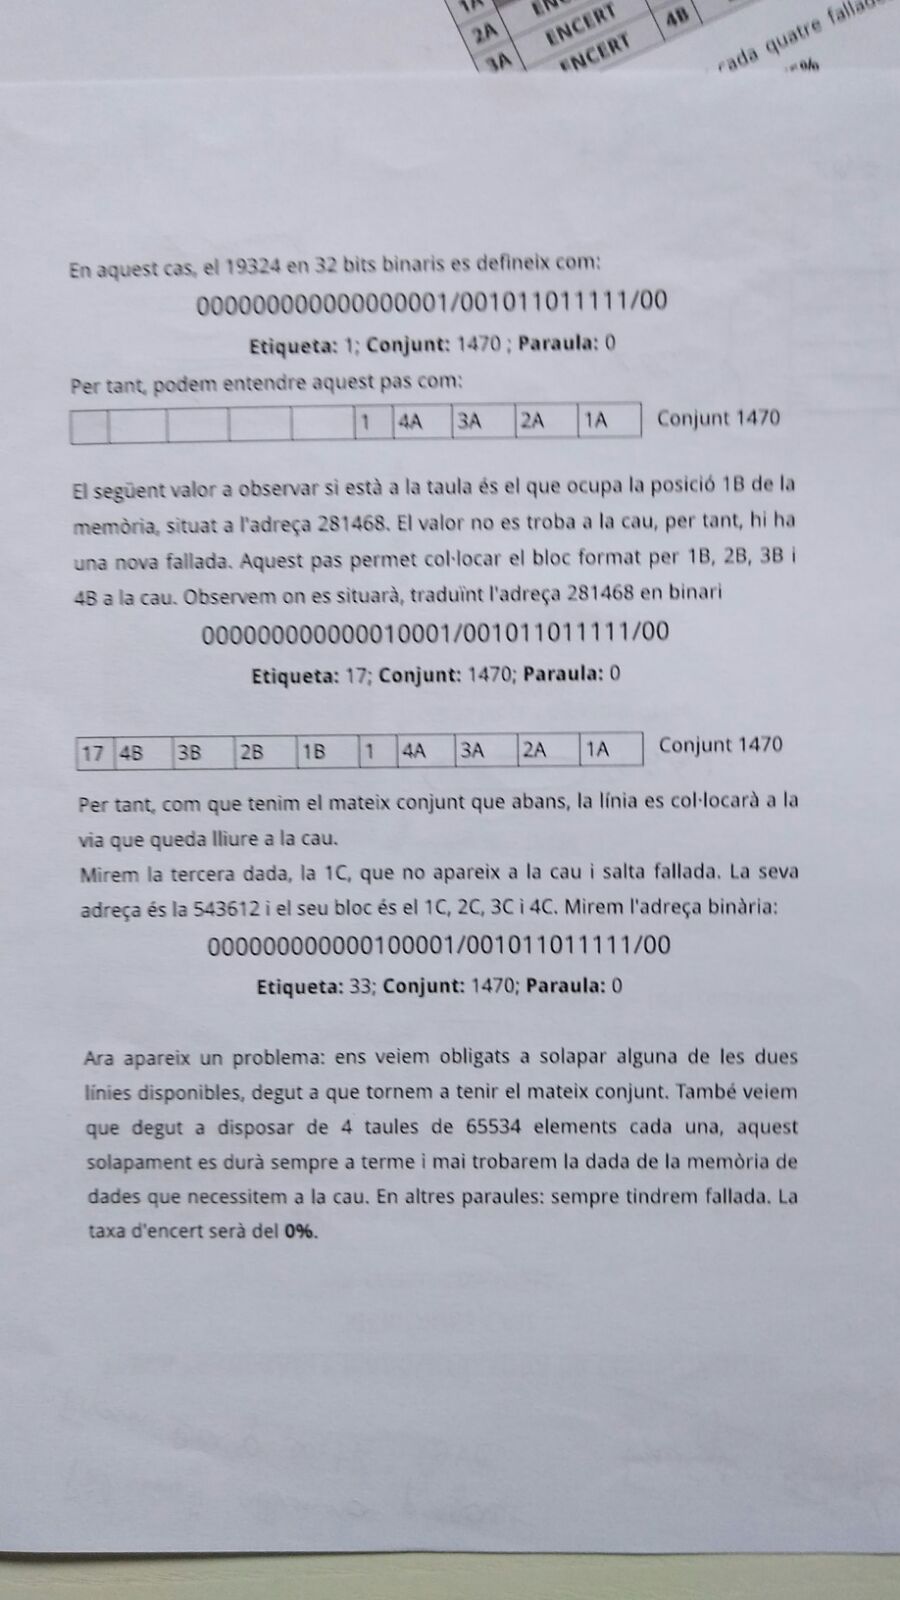 1A
2A ENCERT 4B
3A ENCERT
cada quatre
%
En aquest cas, el 19324 en 32 bits binaris es defineix com:
000000000000000001/001011011111/00
Etiqueta: 1; Conjunt: 1470 ; Paraula: 0
Per tant, podem entendre aquest pas com:
1 4A 3A 2A 1A Conjunt 1470
El següent valor a observar si està a la taula és el que ocupa la posició 1B de la
memòria, situat a l'adreça 281468. El valor no es troba a la cau, per tant, hi ha
una nova fallada. Aquest pas permet col·locar el bloc format per 1B, 2B, 3B i
4B a la cau. Observem on es situarà, traduïnt l'adreça 281468 en binari
000000000000010001/001011011111/00
Etiqueta: 17; Conjunt: 1470; Paraula: 0
17 4B 3B 2B 1B 1 4A 3A 2A 1A Conjunt 1470
Per tant, com que tenim el mateix conjunt que abans, la línia es col·locarà a la
via que queda lliure a la cau.
Mirem la tercera dada, la 1C, que no apareix a la cau i salta fallada. La seva
adreça és la 543612 i el seu bloc és el 1C, 2C, 3C i 4C. Mirem l'adreça binària:
000000000000100001/001011011111/00
Etiqueta: 33; Conjunt: 1470; Paraula: 0
Ara apareix un problema: ens veiem obligats a solapar alguna de les dues
línies disponibles, degut a que tornem a tenir el mateix conjunt. També veiem
que degut a disposar de 4 taules de 65534 elements cada una, aquest
solapament es durà sempre a terme i mai trobarem la dada de la memòria de
dades que necessitem a la cau. En altres paraules: sempre tindrem fallada. La
taxa d'encert serà del 0%.